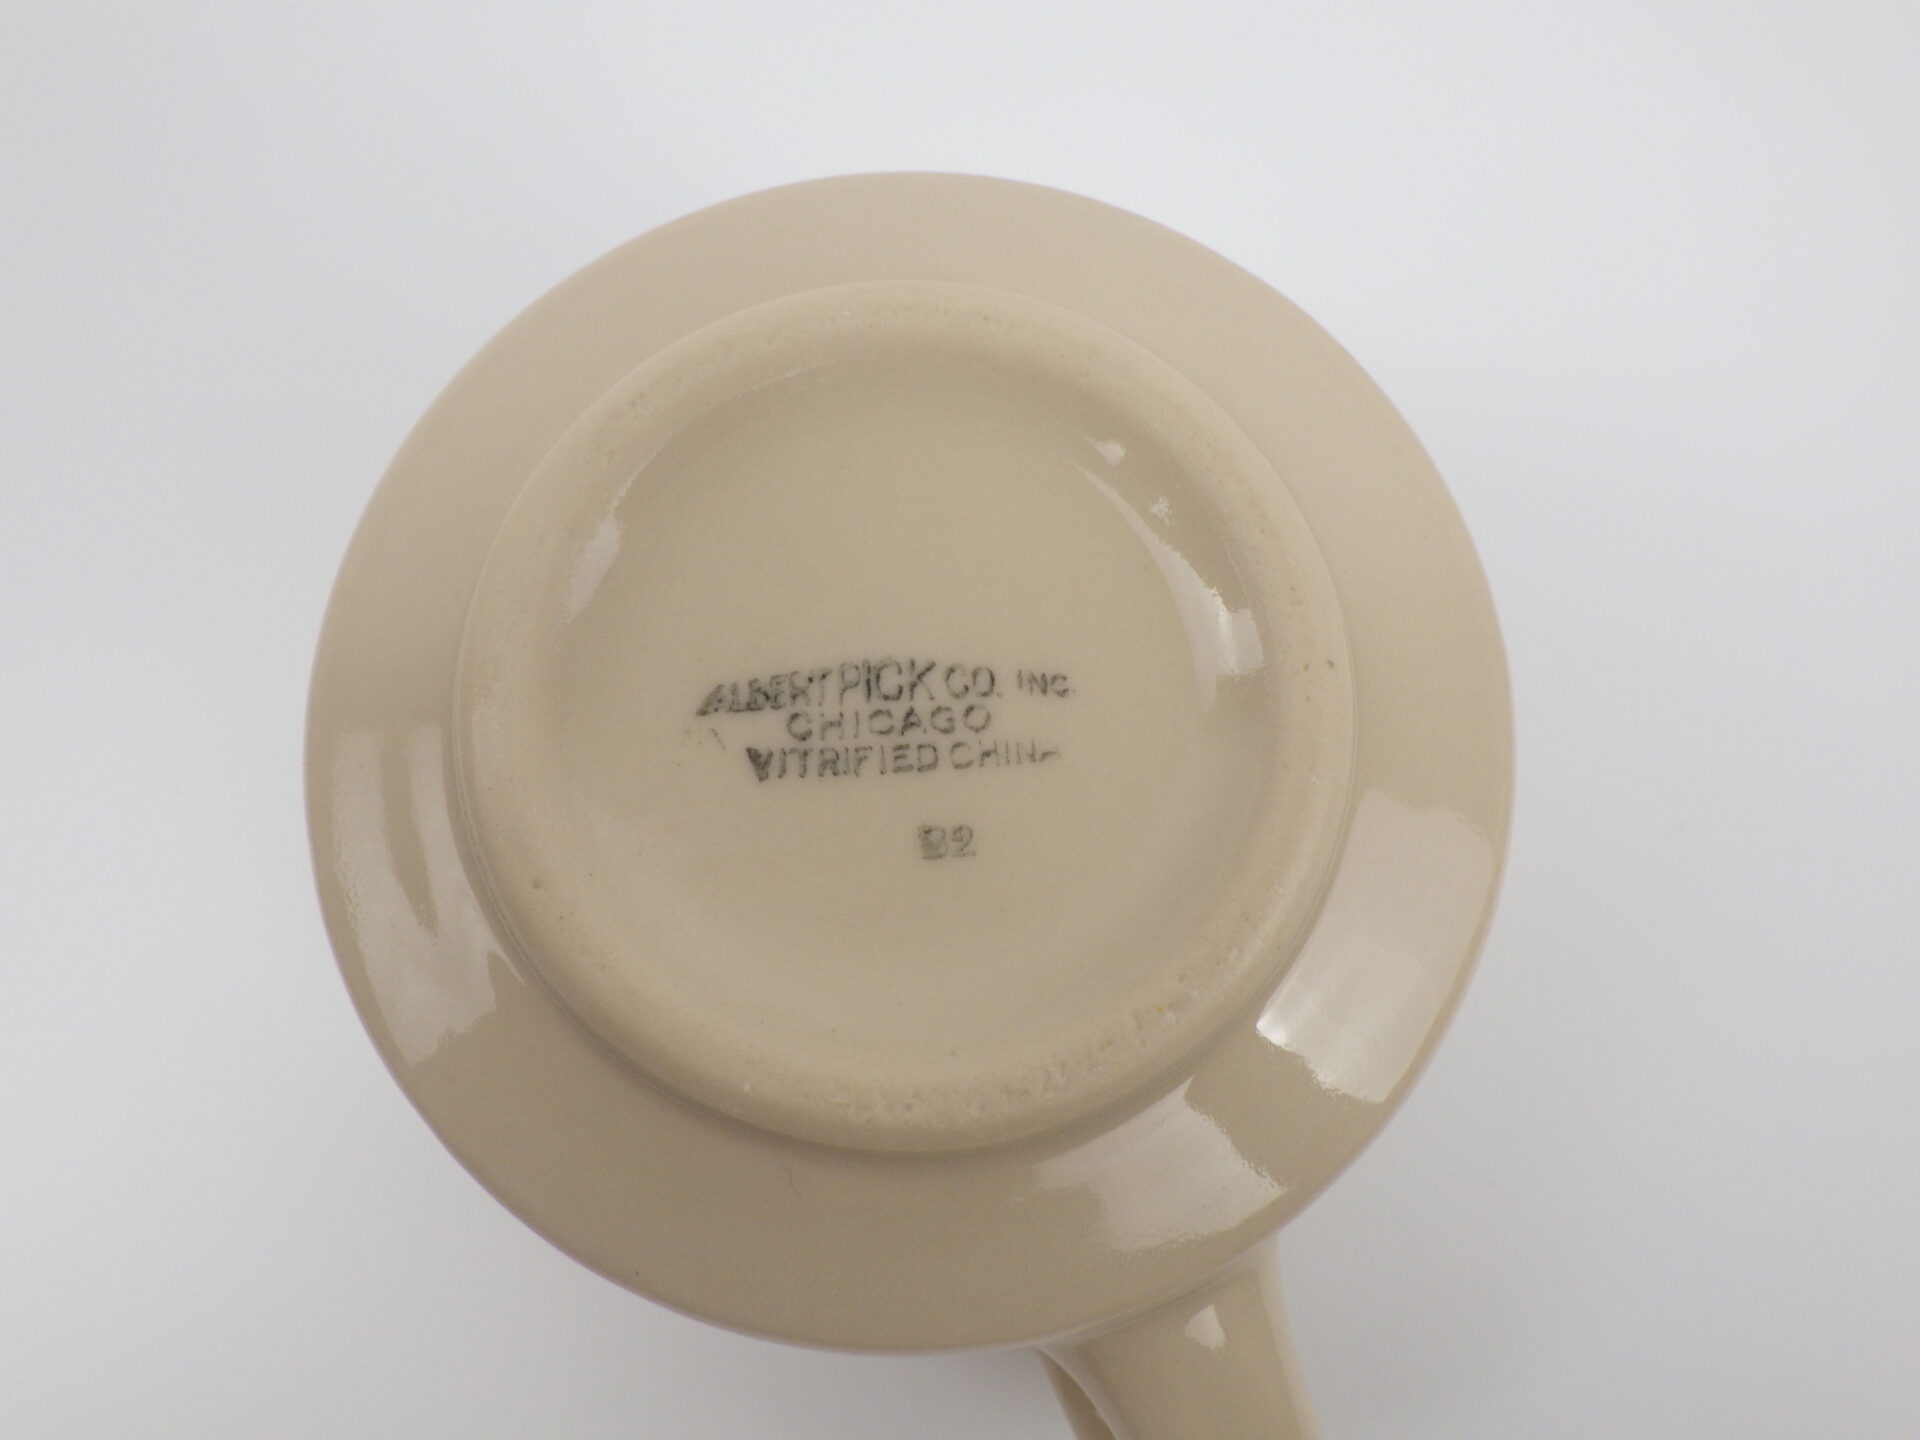 ALBERT PICK CO. INC.
CHICAGO
VITRIFIED CHINA
B2